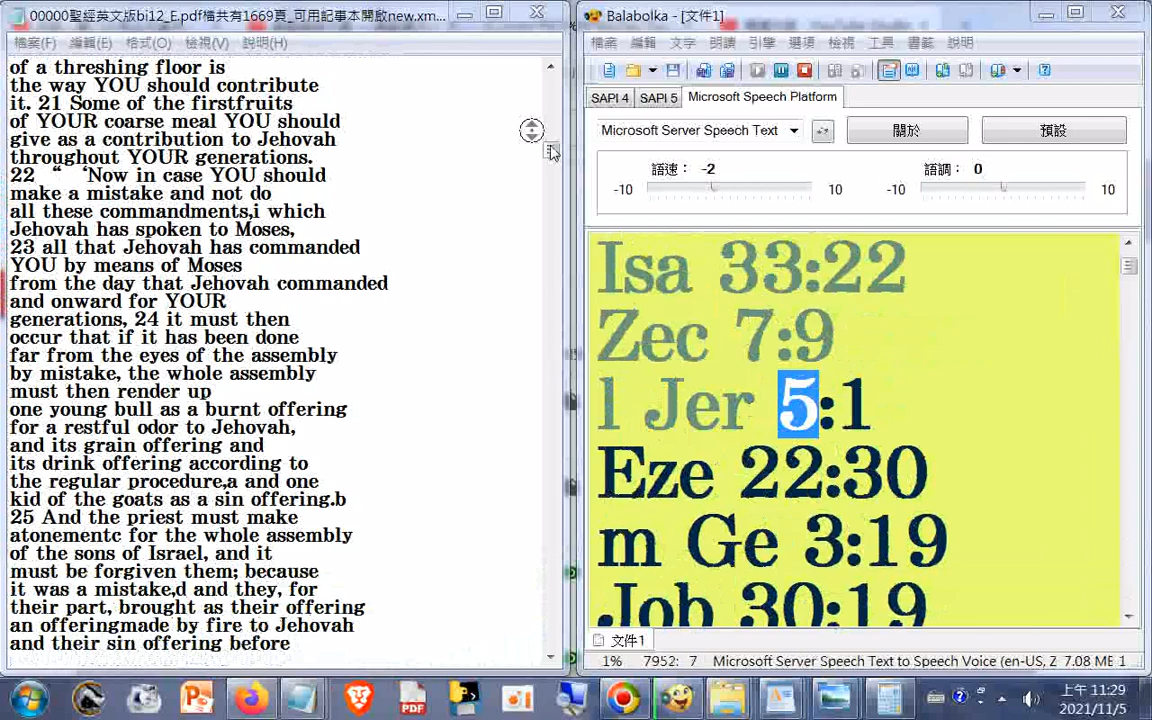 00000聖經英文版bi12_E.pdf檔共有1669頁_可用記事本開啟new.xm...
檔案(F) 編輯(E) 格式(O) 檢視(V) 說明(H)
of a threshing floor is
the way YOU should contribute
it. 21 Some of the firstfruits
of YOUR coarse meal YOU should
give as a contribution to Jehovah
throughout YOUR generations.
22 “ ‘Now in case YOU should
make a mistake and not do
all these commandments,i which
Jehovah has spoken to Moses,
23 all that Jehovah has commanded
YOU by means of Moses
from the day that Jehovah commanded
and onward for YOUR
generations, 24 it must then
occur that if it has been done
far from the eyes of the assembly
by mistake, the whole assembly
must then render up
one young bull as a burnt offering
for a restful odor to Jehovah,
and its grain offering and
its drink offering according to
the regular procedure,a and one
kid of the goats as a sin offering.b
25 And the priest must make
atonementc for the whole assembly
of the sons of Israel, and it
must be forgiven them; because
it was a mistake,d and they, for
their part, brought as their offering
an offeringmade by fire to Jehovah
and their sin offering before
Balabolka - [文件1]
檔案 編輯 文字 朗讀 引擎 選項 檢視 工具 書籤 說明
SAPI 4 SAPI 5 Microsoft Speech Platform
Microsoft Server Speech Text 關於 預設
語速： -2 語調： 0
-10 10 -10 10
Isa 33:22
Zec 7:9
l Jer 5:1
Eze 22:30
m Ge 3:19
Job 30:19
文件1
1% 7952: 7 Microsoft Server Speech Text to Speech Voice (en-US, Z 7.08 ME 1
PDF
上午 11:29
2021/11/5